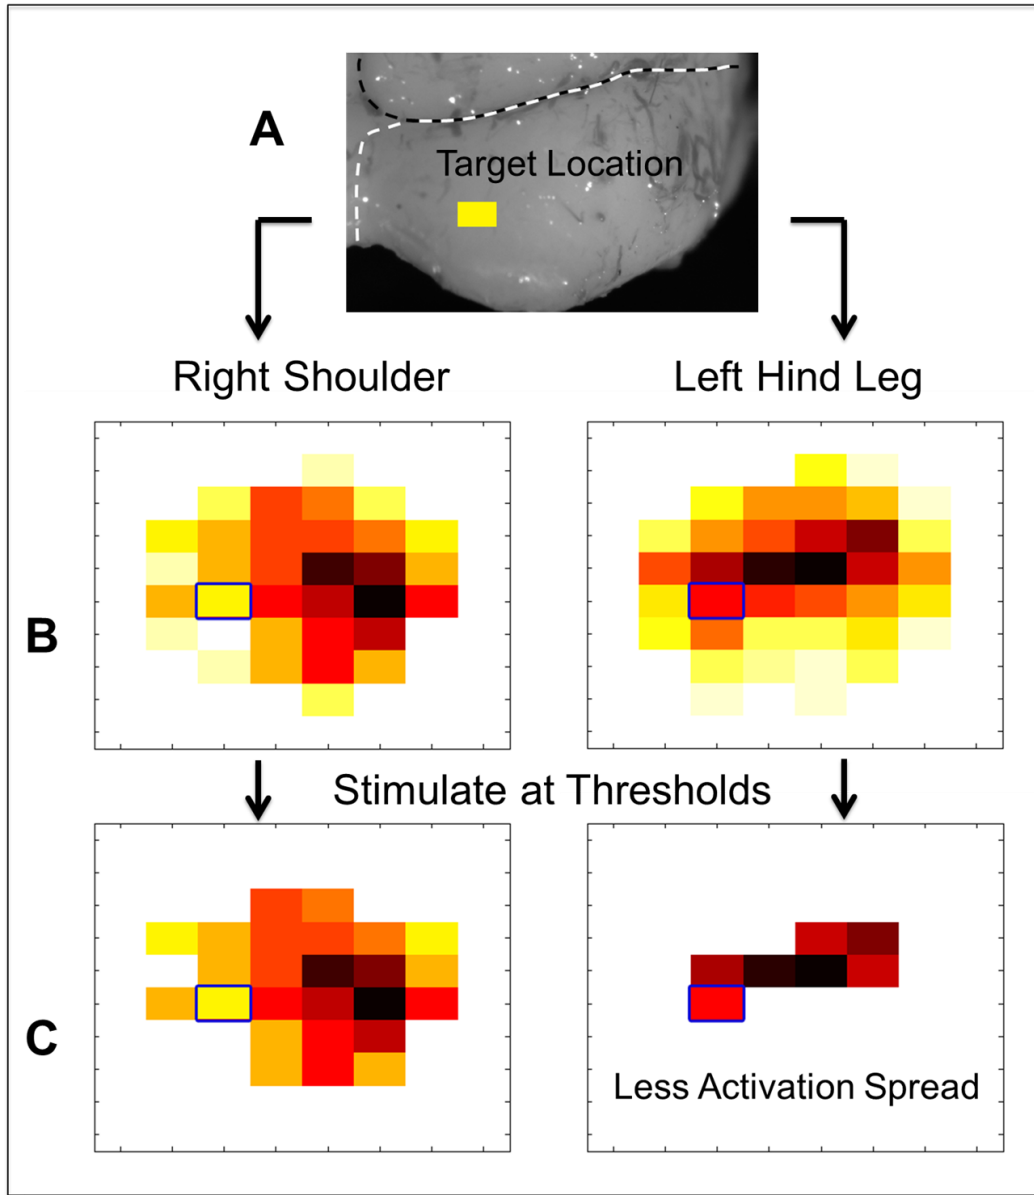 A
Target Location
Right Shoulder
Left Hind Leg
B
Stimulate at Thresholds
C
Less Activation Spread